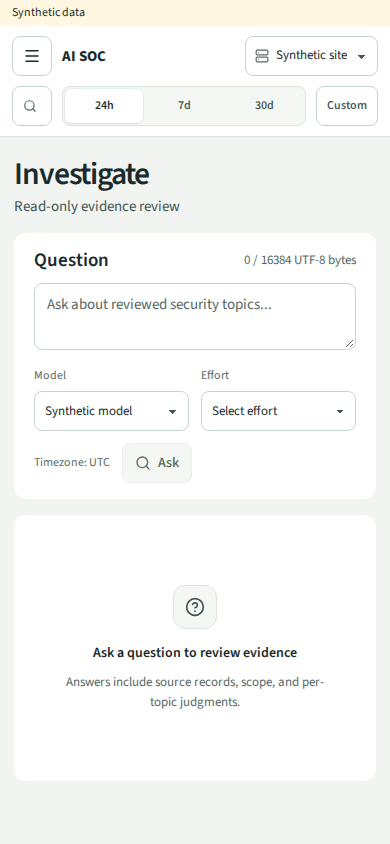 Synthetic data
AI SOC
Synthetic site
24h
7d
30d
Custom
Investigate
Read-only evidence review
Question
0 / 16384 UTF-8 bytes
Ask about reviewed security topics...
Model
Effort
Synthetic model
Select effort
Timezone: UTC
Ask
Ask a question to review evidence
Answers include source records, scope, and per-
topic judgments.